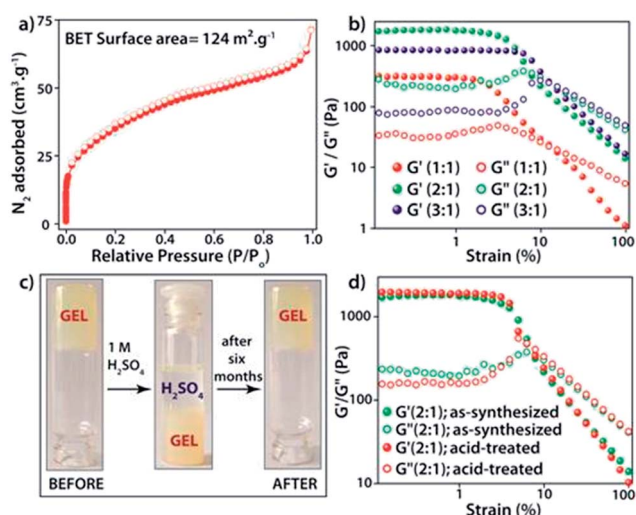 a)
BET Surface area= 124 m².g⁻¹
N₂ adsorbed (cm³.g⁻¹)
75
50
25
0
0.0 0.2 0.4 0.6 0.8 1.0
Relative Pressure (P/Pₒ)
b)
G' / G" (Pa)
1000
100
10
1
G' (1:1) G" (1:1)
G' (2:1) G" (2:1)
G' (3:1) G" (3:1)
1 10 100
Strain (%)
c)
GEL
1 M
H₂SO₄
H₂SO₄
GEL
after
six
months
GEL
BEFORE
AFTER
d)
G'/G" (Pa)
1000
100
10
G'(2:1); as-synthesized
G"(2:1); as-synthesized
G'(2:1); acid-treated
G"(2:1); acid-treated
1 10 100
Strain (%)